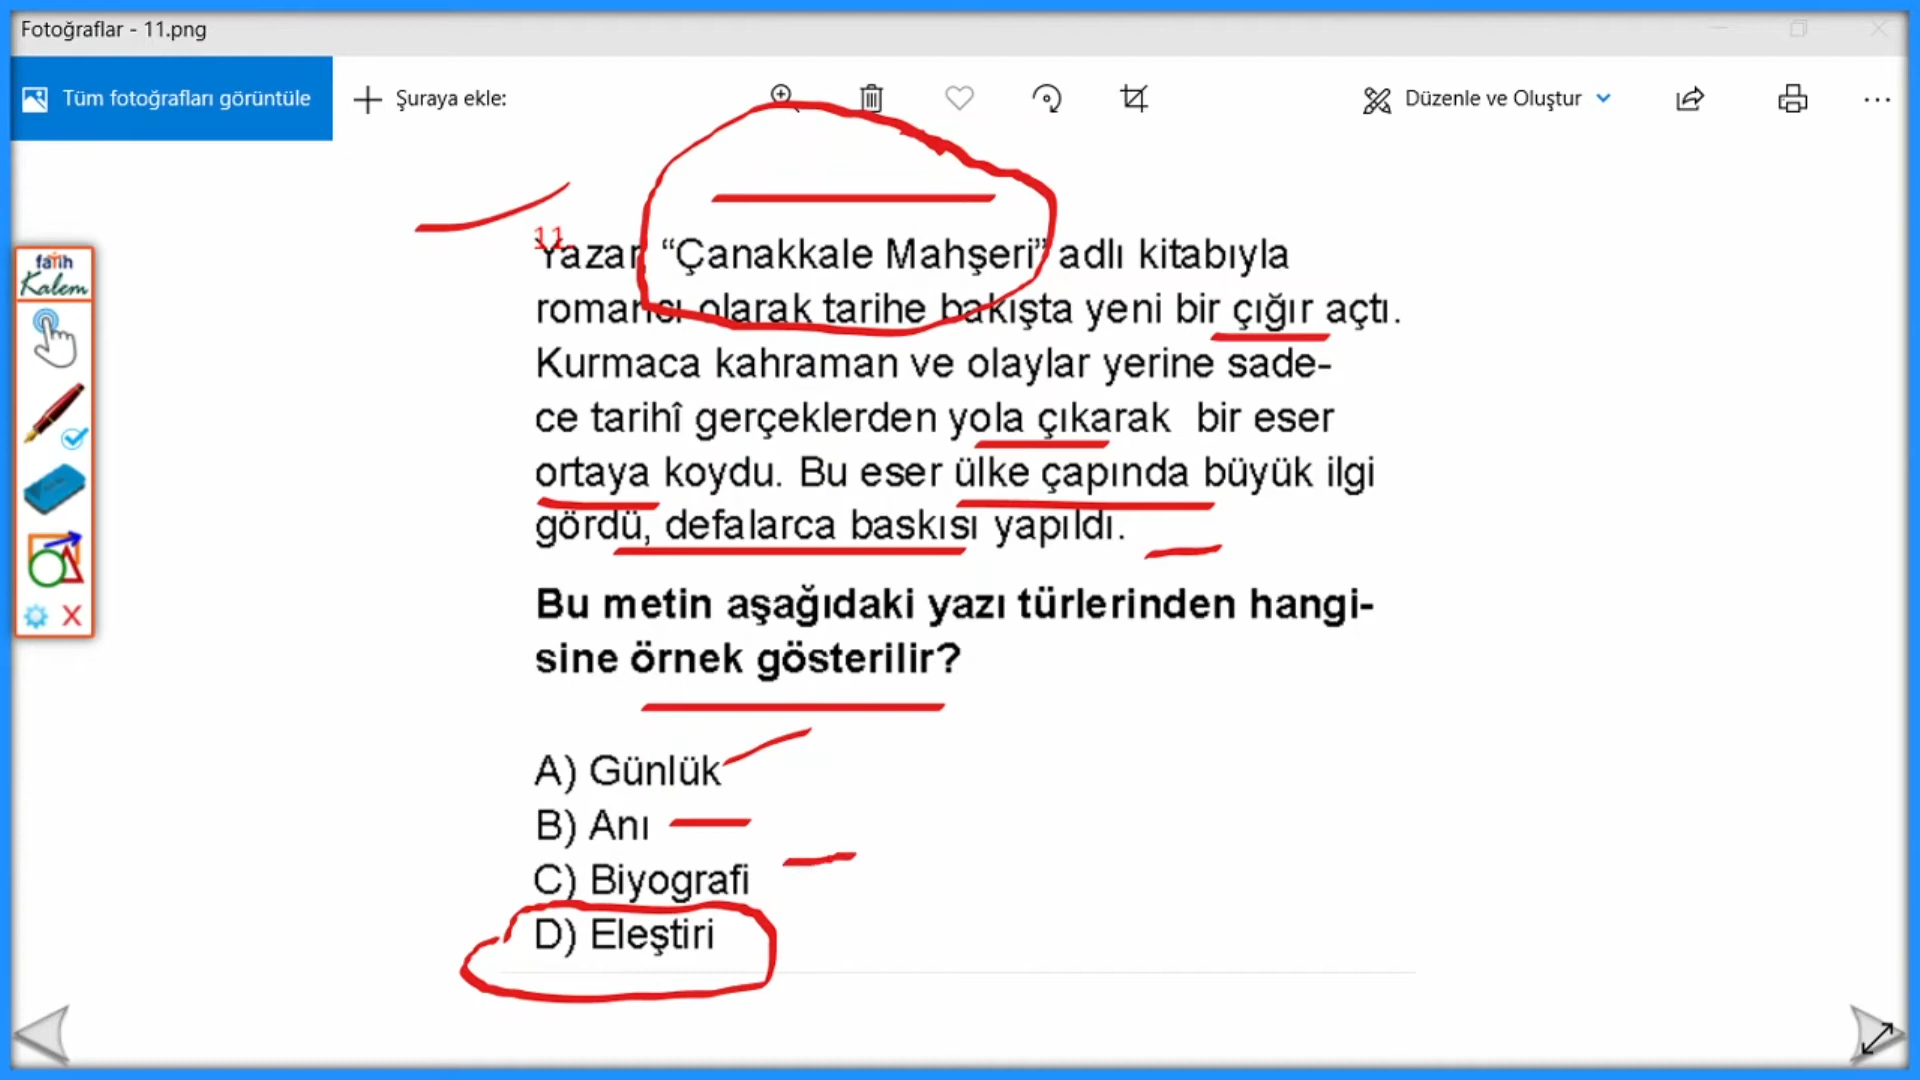 Fotoğraflar - 11.png
Tüm fotoğrafları görüntüle
Şuraya ekle:
Düzenle ve Oluştur
fatih
Kalem
11.
Yazar “Çanakkale Mahşeri” adlı kitabıyla
romancı olarak tarihe bakışta yeni bir çığır açtı.
Kurmaca kahraman ve olaylar yerine sade-
ce tarihî gerçeklerden yola çıkarak bir eser
ortaya koydu. Bu eser ülke çapında büyük ilgi
gördü, defalarca baskısı yapıldı.
Bu metin aşağıdaki yazı türlerinden hangi-
sine örnek gösterilir?
A) Günlük
B) Anı
C) Biyografi
D) Eleştiri